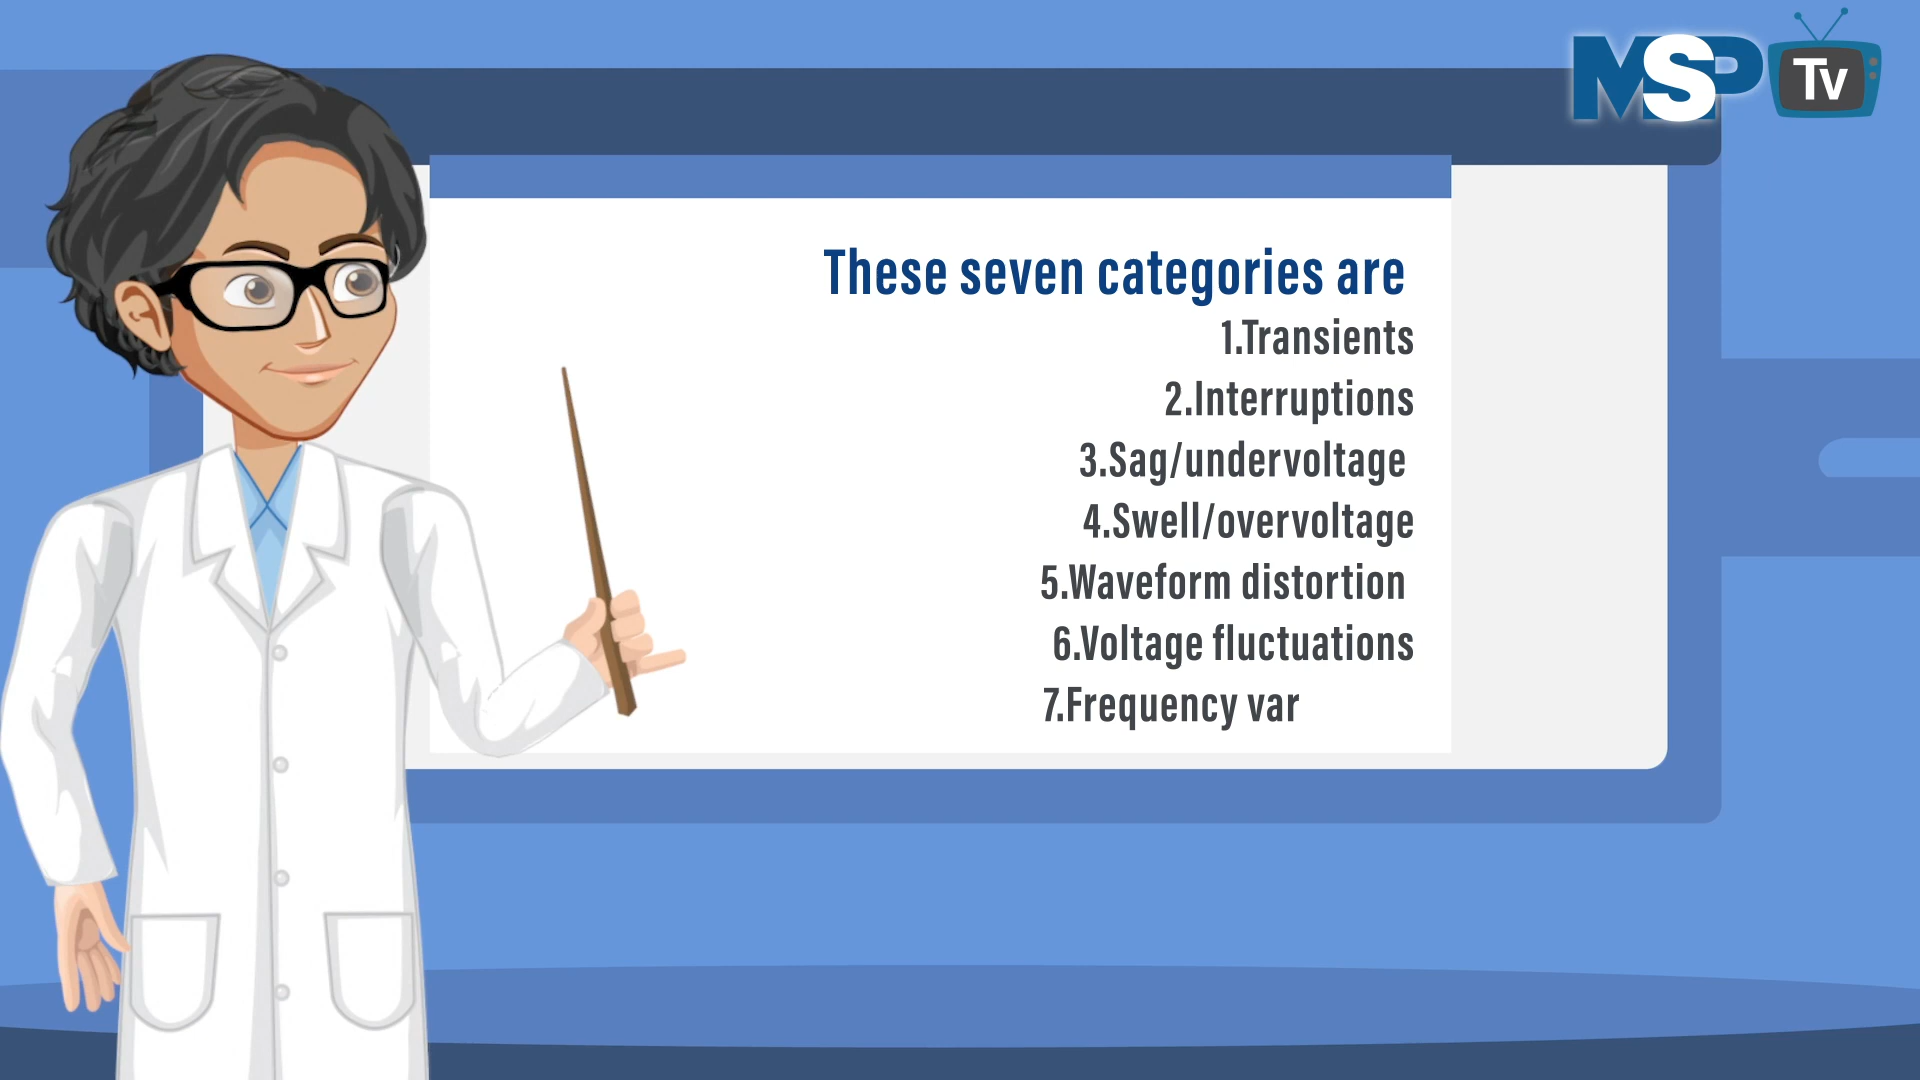 MSP Tv
These seven categories are
1.Transients
2.Interruptions
3.Sag/undervoltage
4.Swell/overvoltage
5.Waveform distortion
6.Voltage fluctuations
7.Frequency var